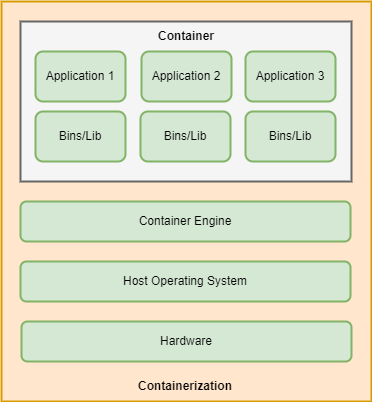 Container
Application 1
Application 2
Application 3
Bins/Lib
Bins/Lib
Bins/Lib
Container Engine
Host Operating System
Hardware
Containerization